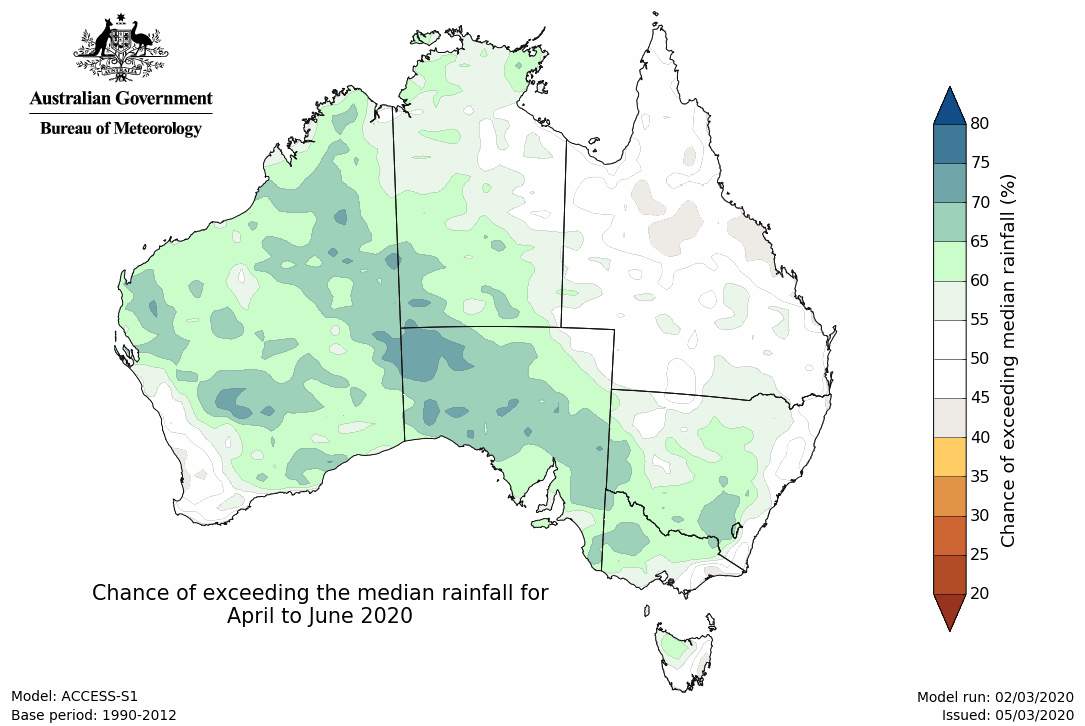 Australian Government
Bureau of Meteorology
80
75
70
65
60
55
50
45
40
35
30
25
20
Chance of exceeding median rainfall (%)
Chance of exceeding the median rainfall for
April to June 2020
Model: ACCESS-S1
Base period: 1990-2012
Model run: 02/03/2020
Issued: 05/03/2020